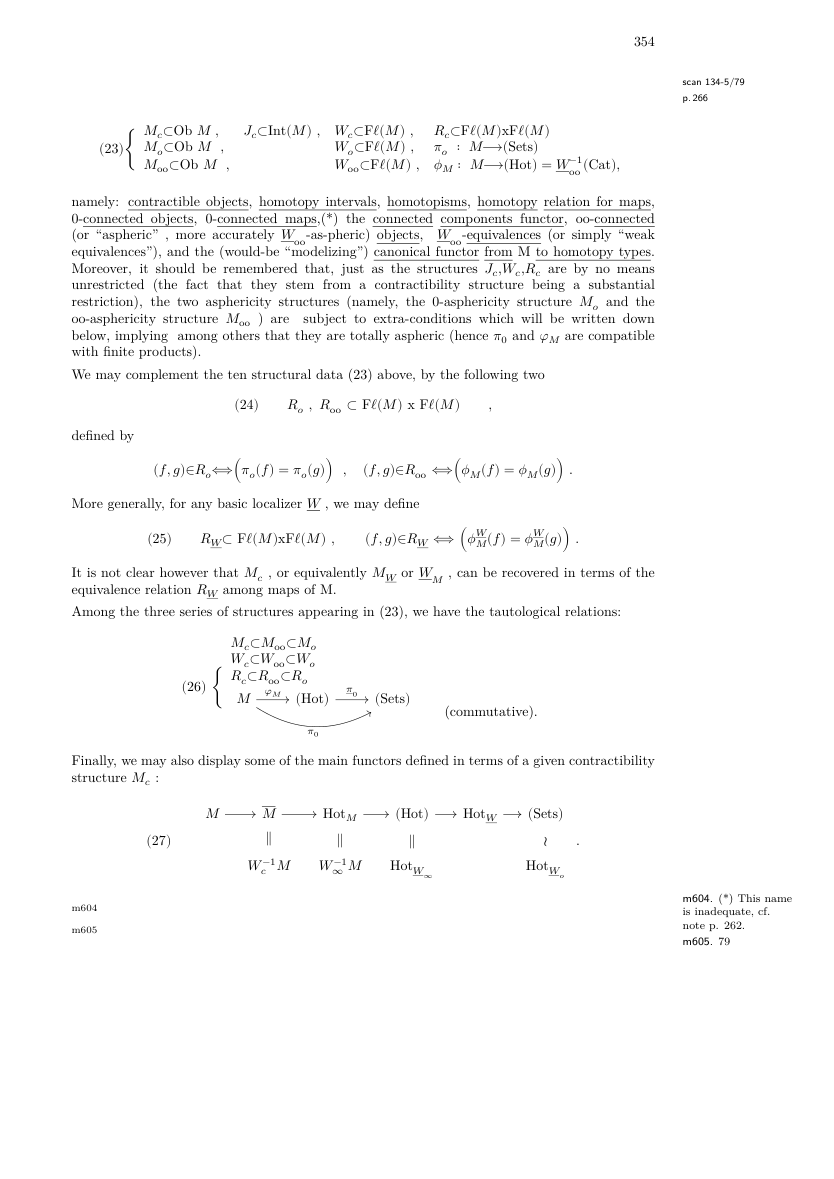 354
scan 134-5/79
p. 266
(23) { M_c⊂Ob M , J_c⊂Int(M) , W_c⊂Fℓ(M) , R_c⊂Fℓ(M)xFℓ(M)
M_o⊂Ob M , W_o⊂Fℓ(M) , π_o : M⟶(Sets)
M_oo⊂Ob M , W_oo⊂Fℓ(M) , ϕ_M : M⟶(Hot) = W_oo^{-1}(Cat),
namely: contractible objects, homotopy intervals, homotopisms, homotopy relation for maps,
0-connected objects, 0-connected maps,(*) the connected components functor, oo-connected
(or “aspheric” , more accurately W_oo-as-pheric) objects, W_oo-equivalences (or simply “weak
equivalences”), and the (would-be “modelizing”) canonical functor from M to homotopy types.
Moreover, it should be remembered that, just as the structures J_c,W_c,R_c are by no means
unrestricted (the fact that they stem from a contractibility structure being a substantial
restriction), the two asphericity structures (namely, the 0-asphericity structure M_o and the
oo-asphericity structure M_oo ) are subject to extra-conditions which will be written down
below, implying among others that they are totally aspheric (hence π_0 and φ_M are compatible
with finite products).
We may complement the ten structural data (23) above, by the following two
(24) R_o , R_oo ⊂ Fℓ(M) x Fℓ(M) ,
defined by
(f, g)∈R_o⟺(π_o(f) = π_o(g)) , (f, g)∈R_oo ⟺(ϕ_M(f) = ϕ_M(g)) .
More generally, for any basic localizer W , we may define
(25) R_W⊂ Fℓ(M)xFℓ(M) , (f, g)∈R_W ⟺ (ϕ_M^W(f) = ϕ_M^W(g)) .
It is not clear however that M_c , or equivalently M_W or W_M , can be recovered in terms of the
equivalence relation R_W among maps of M.
Among the three series of structures appearing in (23), we have the tautological relations:
M_c⊂M_oo⊂M_o
W_c⊂W_oo⊂W_o
R_c⊂R_oo⊂R_o
(26) { M —φ_M→ (Hot) —π_0→ (Sets)
(commutative).
π_0
Finally, we may also display some of the main functors defined in terms of a given contractibility
structure M_c :
M ⟶ M̅ ⟶ Hot_M ⟶ (Hot) ⟶ Hot_W ⟶ (Sets)
(27) ∥ ∥ ∥ ≀ .
W_c^{-1}M W_∞^{-1}M Hot_{W_∞} Hot_{W_o}
m604
m605
m604. (*) This name
is inadequate, cf.
note p. 262.
m605. 79